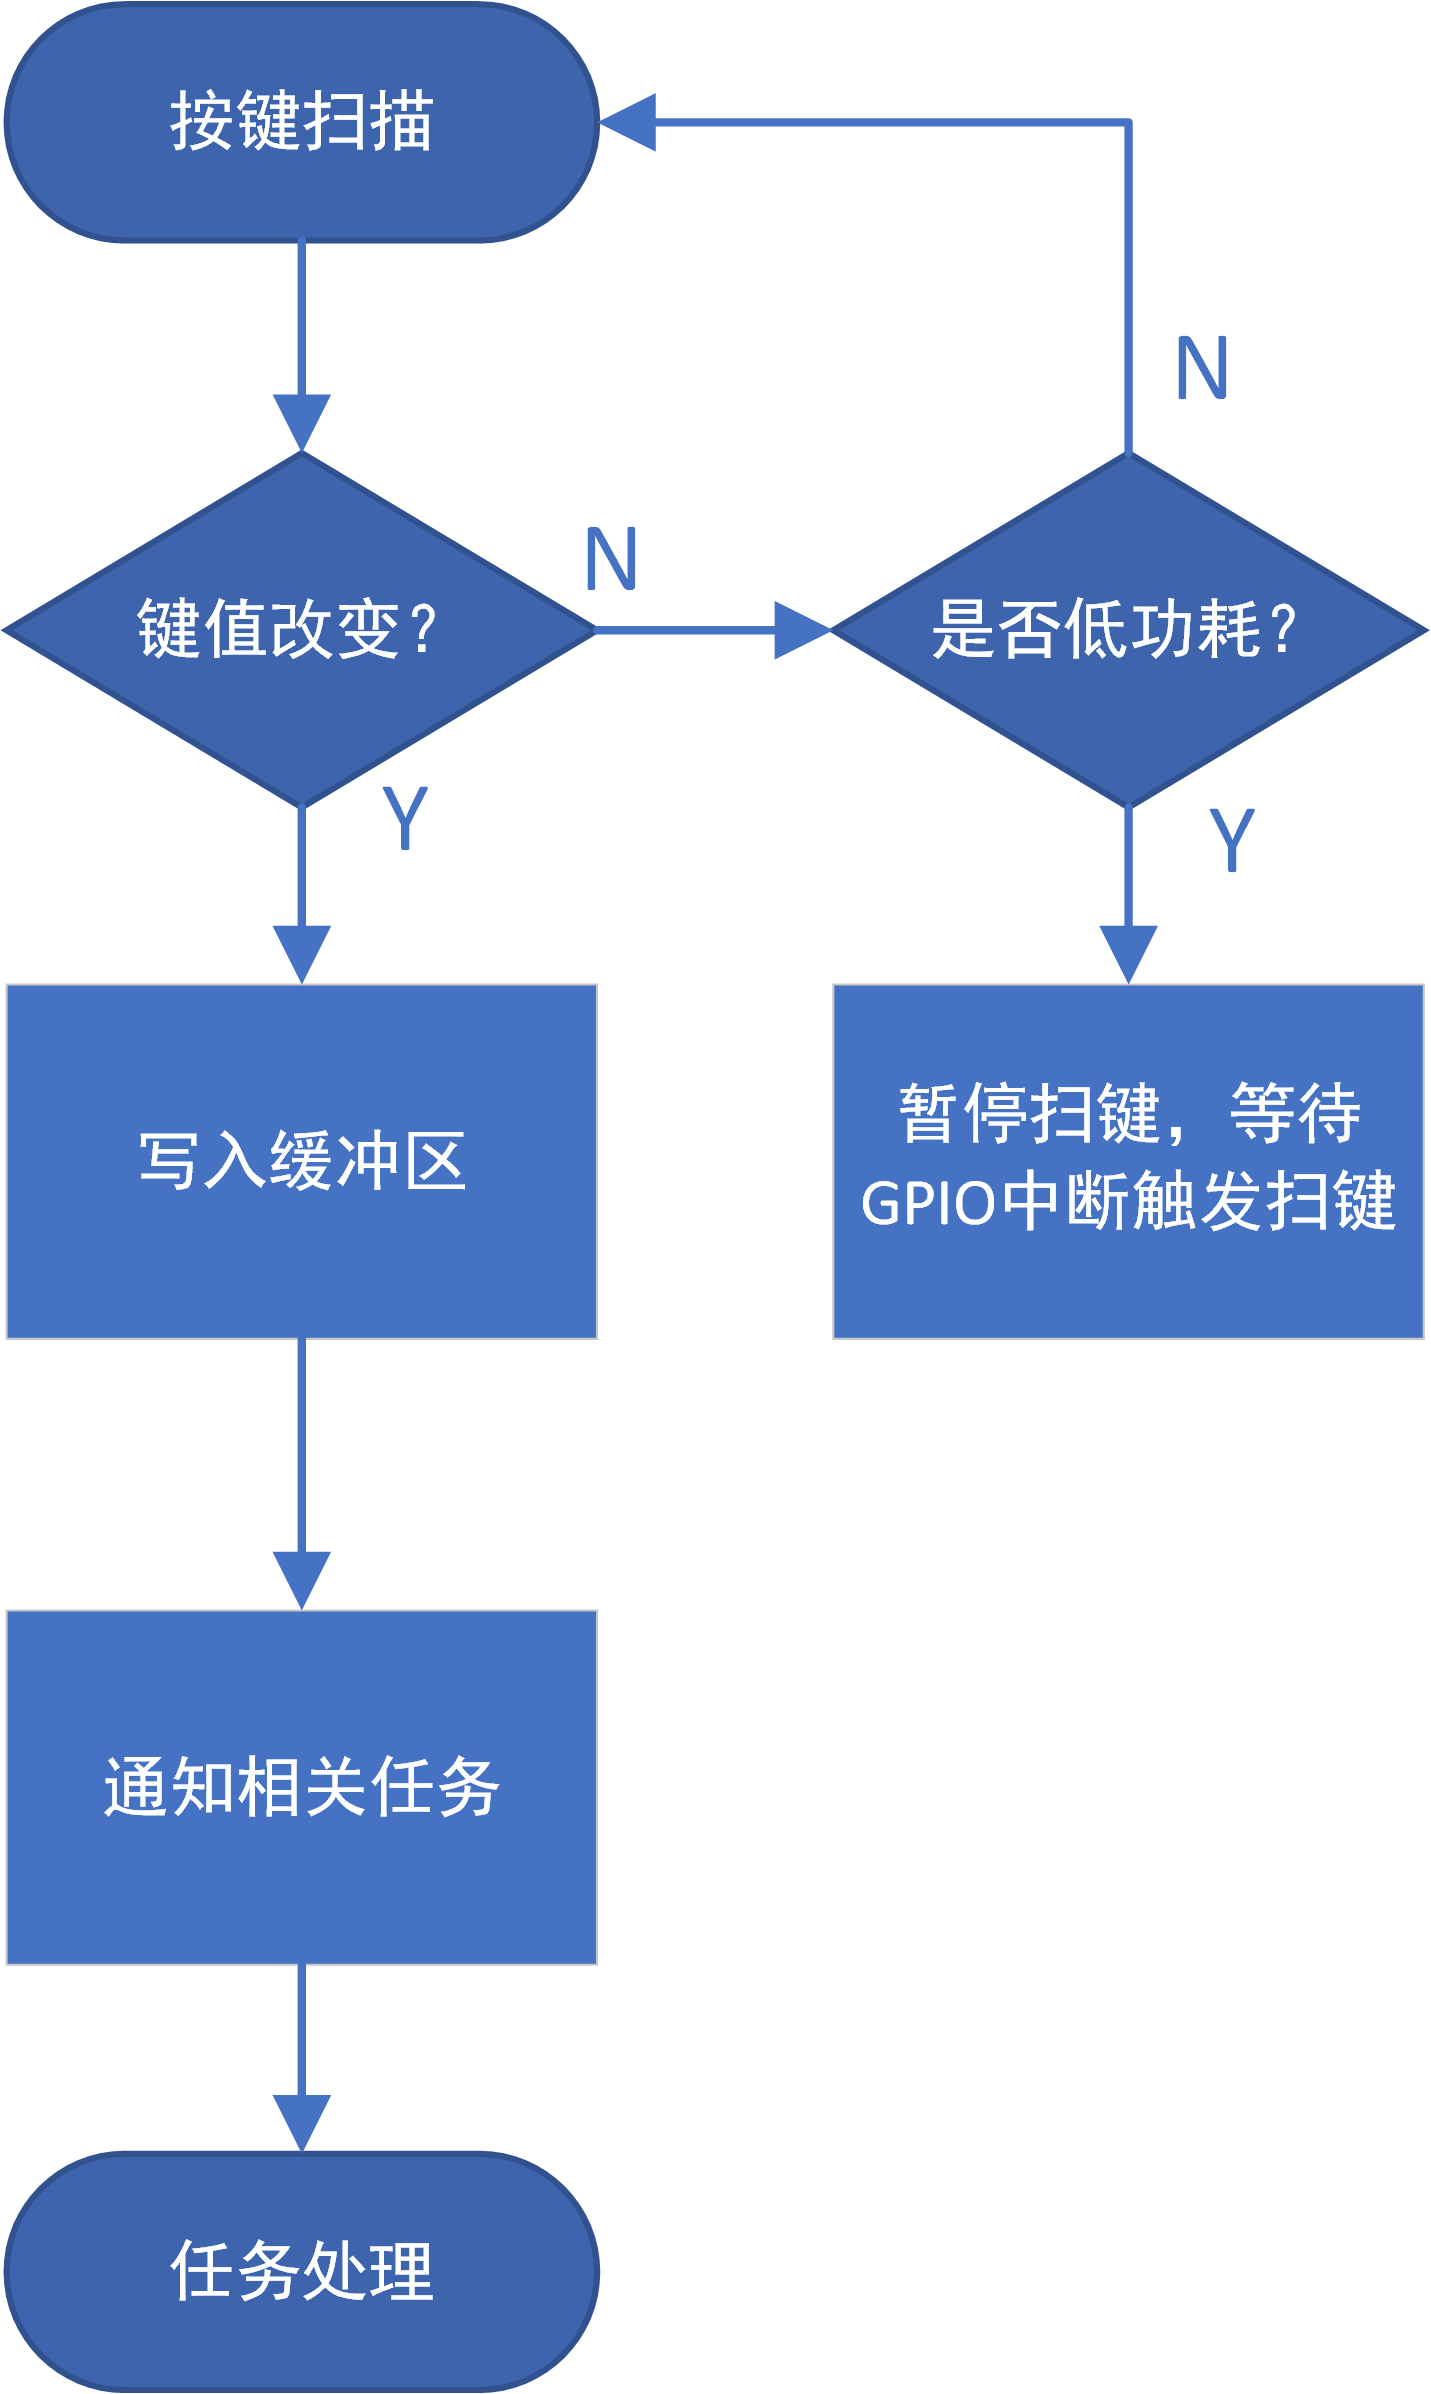 按键扫描
N
N
键值改变?
是否低功耗?
Y
Y
写入缓冲区
暂停扫键，等待
GPIO中断触发扫键
通知相关任务
任务处理